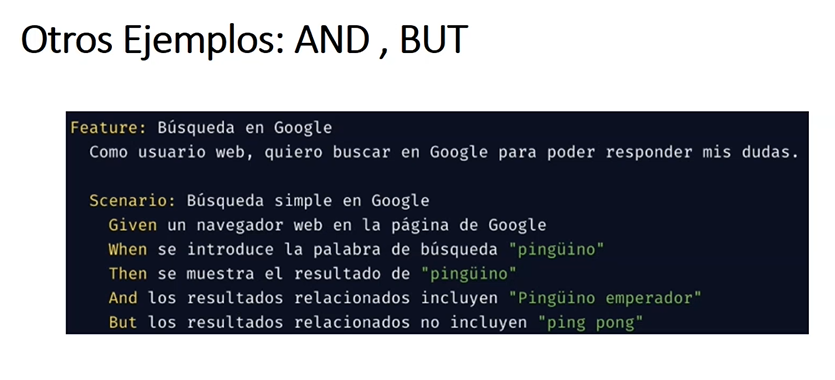 Otros Ejemplos: AND , BUT
Feature: Búsqueda en Google
Como usuario web, quiero buscar en Google para poder responder mis dudas.
Scenario: Búsqueda simple en Google
Given un navegador web en la página de Google
When se introduce la palabra de búsqueda "pingüino"
Then se muestra el resultado de "pingüino"
And los resultados relacionados incluyen "Pingüino emperador"
But los resultados relacionados no incluyen "ping pong"